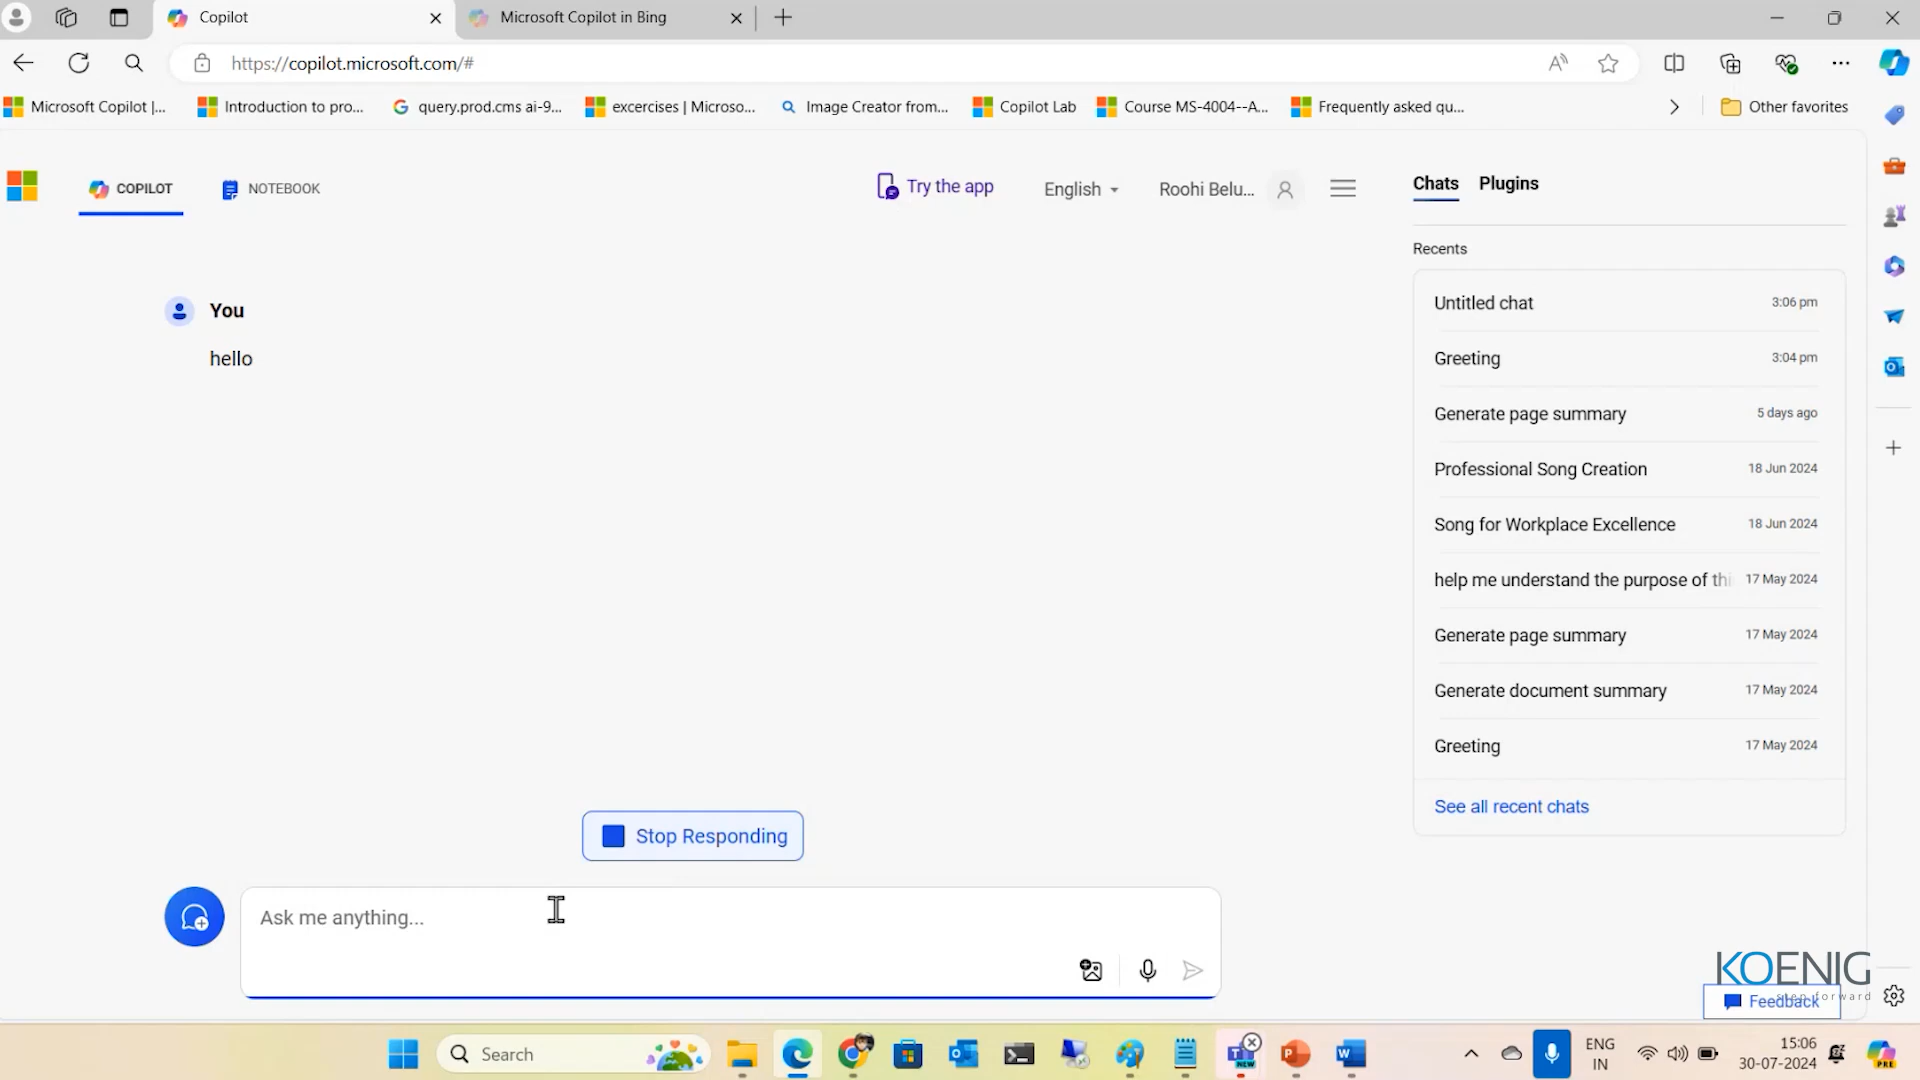 Copilot
Microsoft Copilot in Bing
https://copilot.microsoft.com/#
Microsoft Copilot |...
Introduction to pro...
query.prod.cms ai-9...
excercises | Microso...
Image Creator from...
Copilot Lab
Course MS-4004--A...
Frequently asked qu...
Other favorites
COPILOT
NOTEBOOK
Try the app
English
Roohi Belu...
Chats
Plugins
Recents
You
hello
Untitled chat 3:06 pm
Greeting 3:04 pm
Generate page summary 5 days ago
Professional Song Creation 18 Jun 2024
Song for Workplace Excellence 18 Jun 2024
help me understand the purpose of thi 17 May 2024
Generate page summary 17 May 2024
Generate document summary 17 May 2024
Greeting 17 May 2024
See all recent chats
Stop Responding
Ask me anything...
KOENIG
step forward
Feedback
Search
NEW
ENG
IN
15:06
30-07-2024
PRE